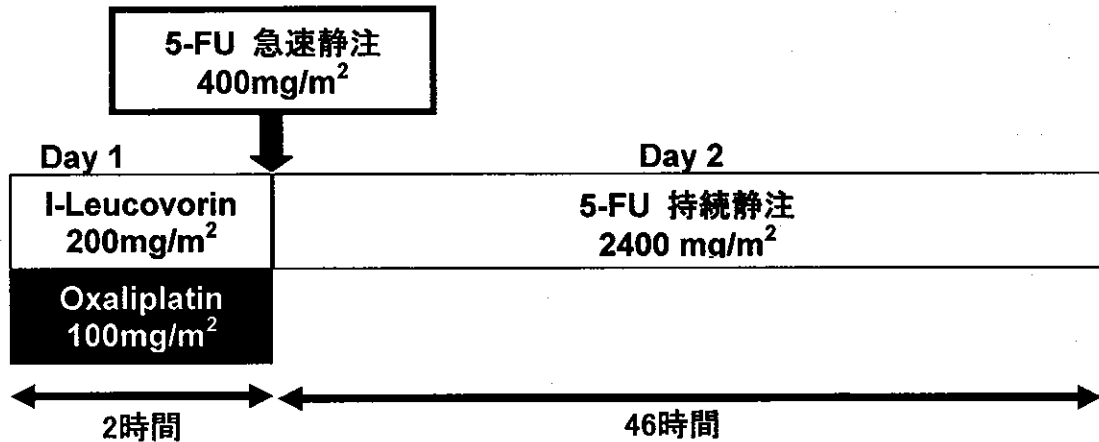 5-FU 急速静注
400mg/m²
Day 1
Day 2
l-Leucovorin
200mg/m²
5-FU 持続静注
2400 mg/m²
Oxaliplatin
100mg/m²
2時間
46時間